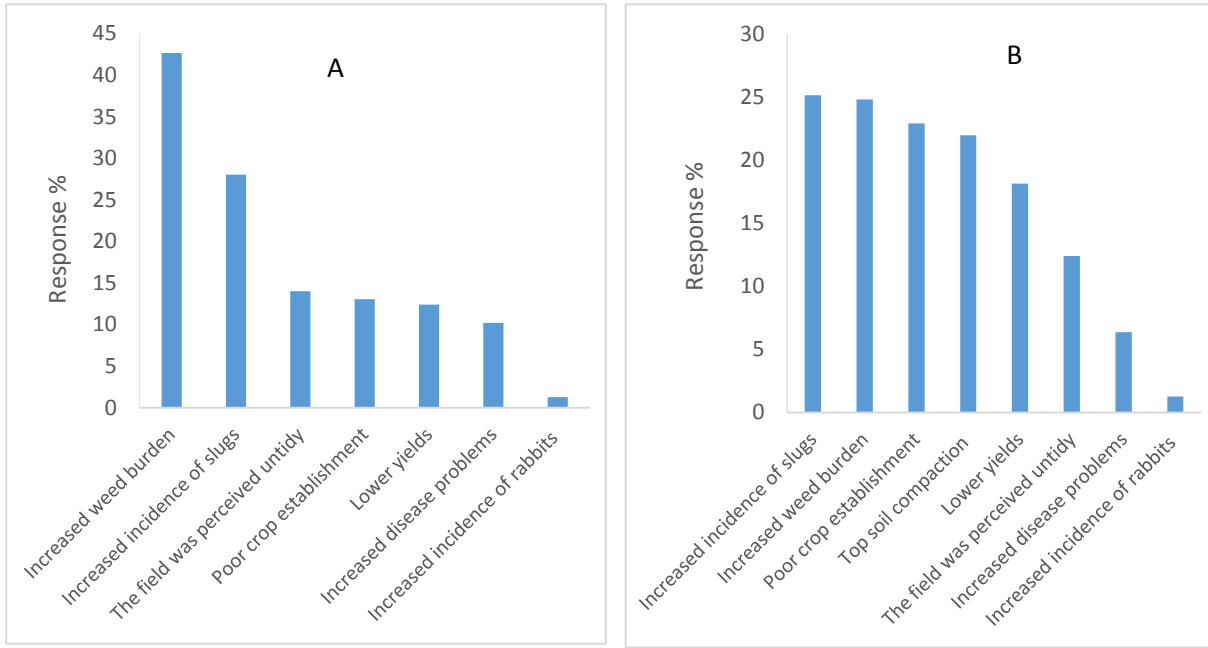 A
Response %
45
40
35
30
25
20
15
10
5
0
Increased weed burden
Increased incidence of slugs
The field was perceived untidy
Poor crop establishment
Lower yields
Increased disease problems
Increased incidence of rabbits
B
Response %
30
25
20
15
10
5
0
Increased incidence of slugs
Increased weed burden
Poor crop establishment
Top soil compaction
Lower yields
The field was perceived untidy
Increased disease problems
Increased incidence of rabbits